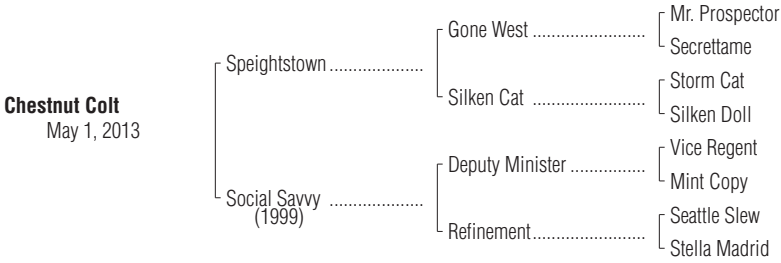 Mr. Prospector
Gone West ........................
Secrettame
Speightstown ....................
Storm Cat
Silken Cat ........................
Silken Doll
Chestnut Colt
May 1, 2013
Vice Regent
Deputy Minister ................
Mint Copy
Social Savvy ....................
(1999)
Seattle Slew
Refinement........................
Stella Madrid